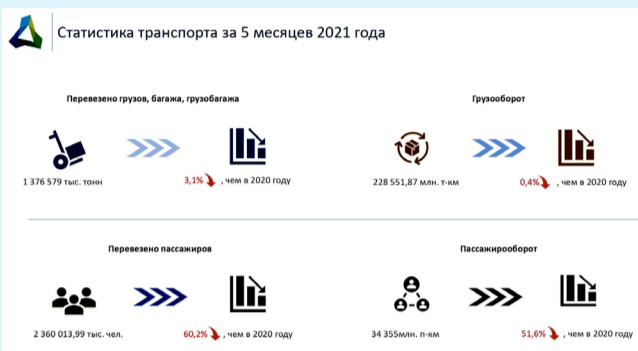 Статистика транспорта за 5 месяцев 2021 года
Перевезено грузов, багажа, грузобагажа
1 376 579 тыс. тонн
3,1% , чем в 2020 году
Грузооборот
228 551,87 млн. т-км
0,4% , чем в 2020 году
Перевезено пассажиров
2 360 013,99 тыс. чел.
60,2% , чем в 2020 году
Пассажирооборот
34 355млн. п-км
51,6% , чем в 2020 году